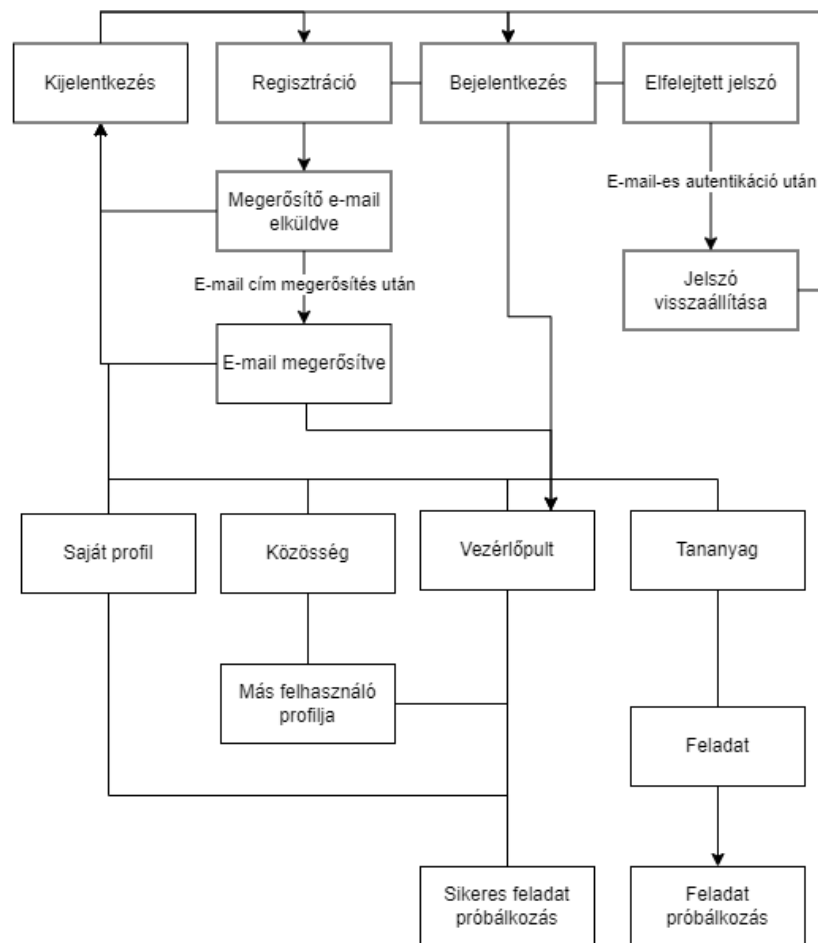 Kijelentkezés
Regisztráció
Bejelentkezés
Elfelejtett jelszó
E-mail-es autentikáció után
Megerősítő e-mail
elküldve
E-mail cím megerősítés után
Jelszó
visszaállítása
E-mail megerősítve
Saját profil
Közösség
Vezérlőpult
Tananyag
Más felhasználó
profilja
Feladat
Sikeres feladat
próbálkozás
Feladat
próbálkozás